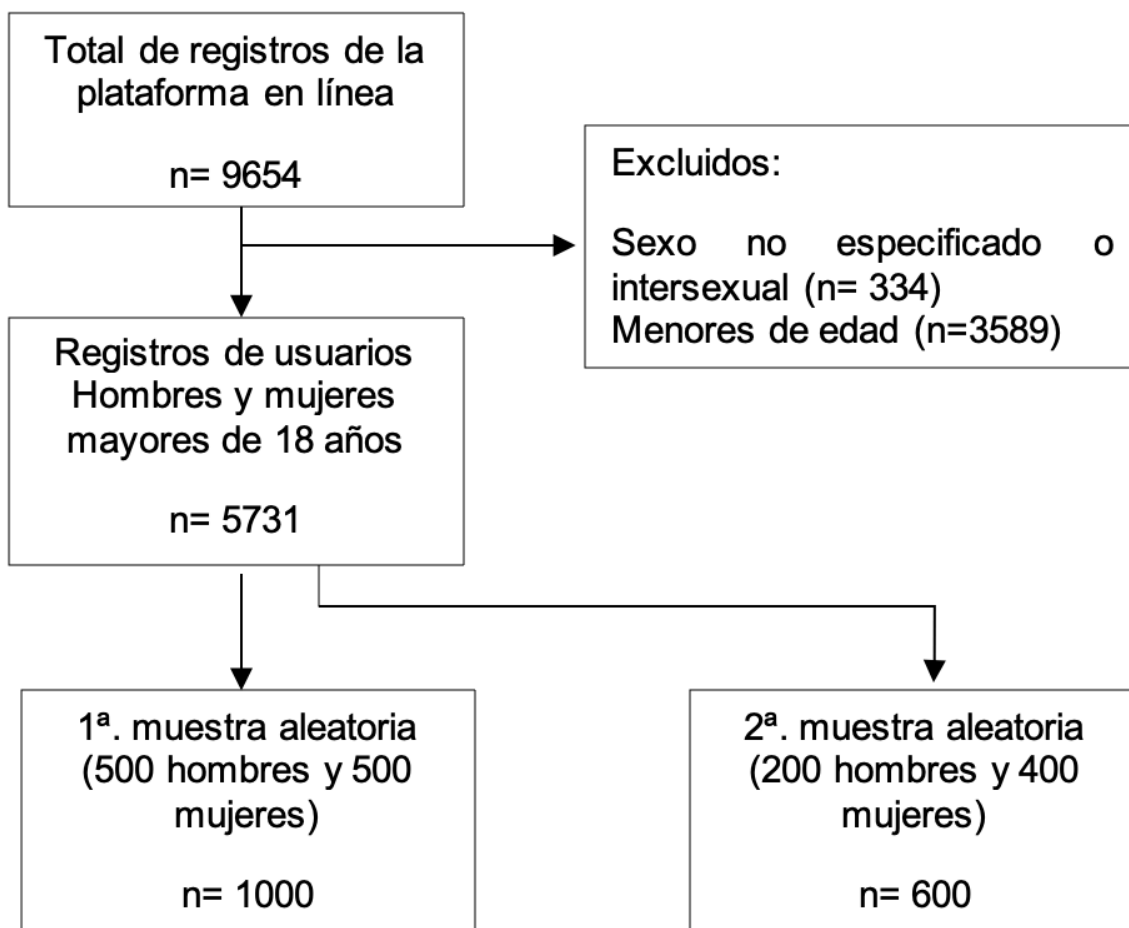 Total de registros de la
plataforma en línea
n= 9654
Excluidos:
Sexo no especificado o
intersexual (n= 334)
Menores de edad (n=3589)
Registros de usuarios
Hombres y mujeres
mayores de 18 años
n= 5731
1ª. muestra aleatoria
(500 hombres y 500
mujeres)
n= 1000
2ª. muestra aleatoria
(200 hombres y 400
mujeres)
n= 600